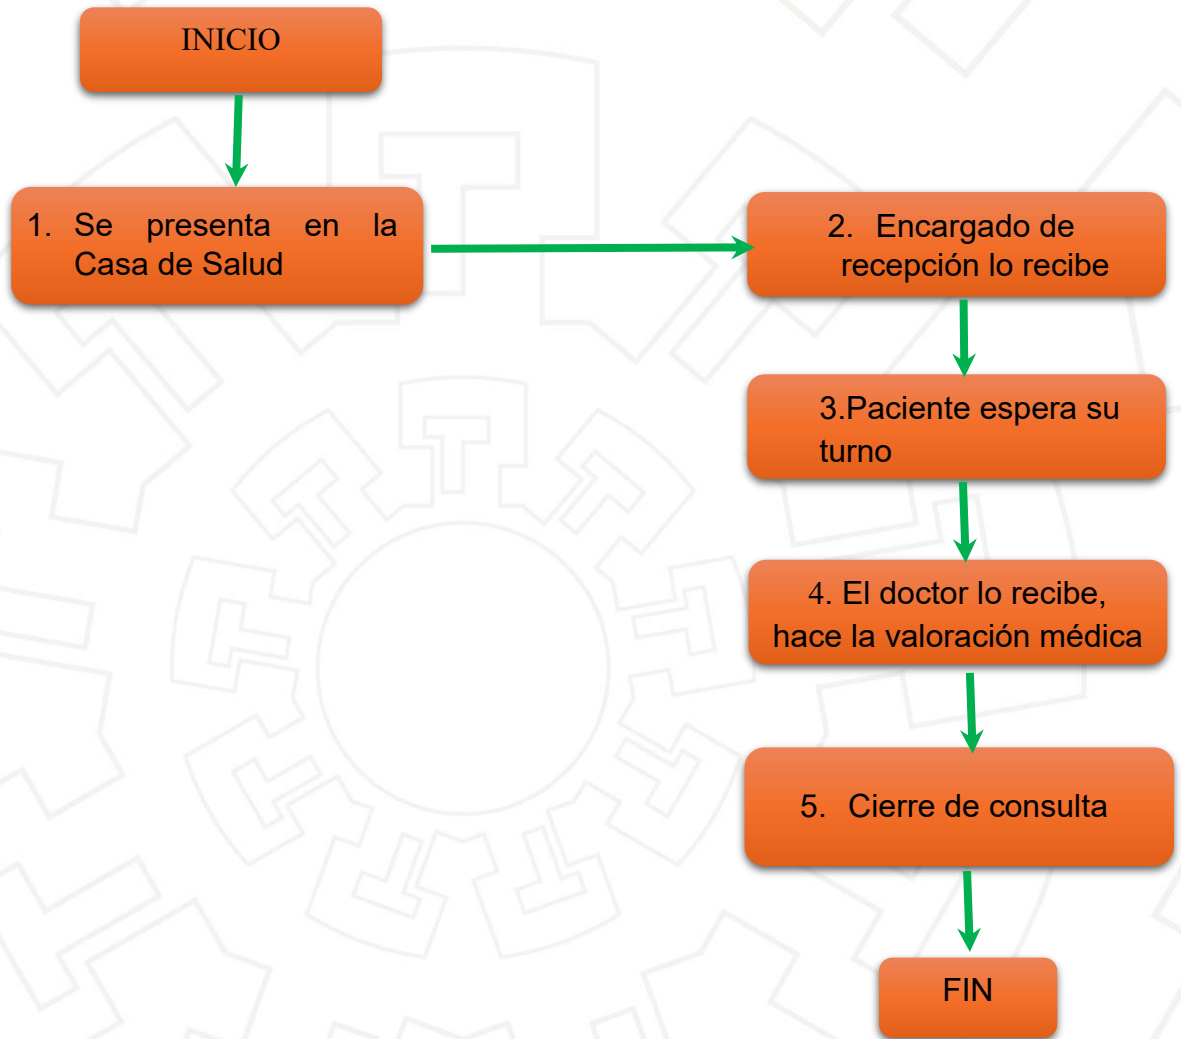 INICIO
1. Se presenta en la
Casa de Salud
2. Encargado de
recepción lo recibe
3.Paciente espera su
turno
4. El doctor lo recibe,
hace la valoración médica
5. Cierre de consulta
FIN